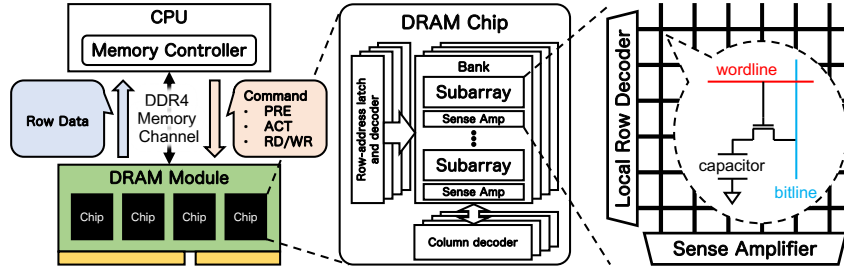 CPU
Memory Controller
Row Data
DDR4
Memory
Channel
Command
• PRE
• ACT
• RD/WR
DRAM Module
Chip
Chip
Chip
Chip
DRAM Chip
Row-address latch
and decoder
Bank
Subarray
Sense Amp
Subarray
Sense Amp
Column decoder
Local Row Decoder
wordline
capacitor
bitline
Sense Amplifier